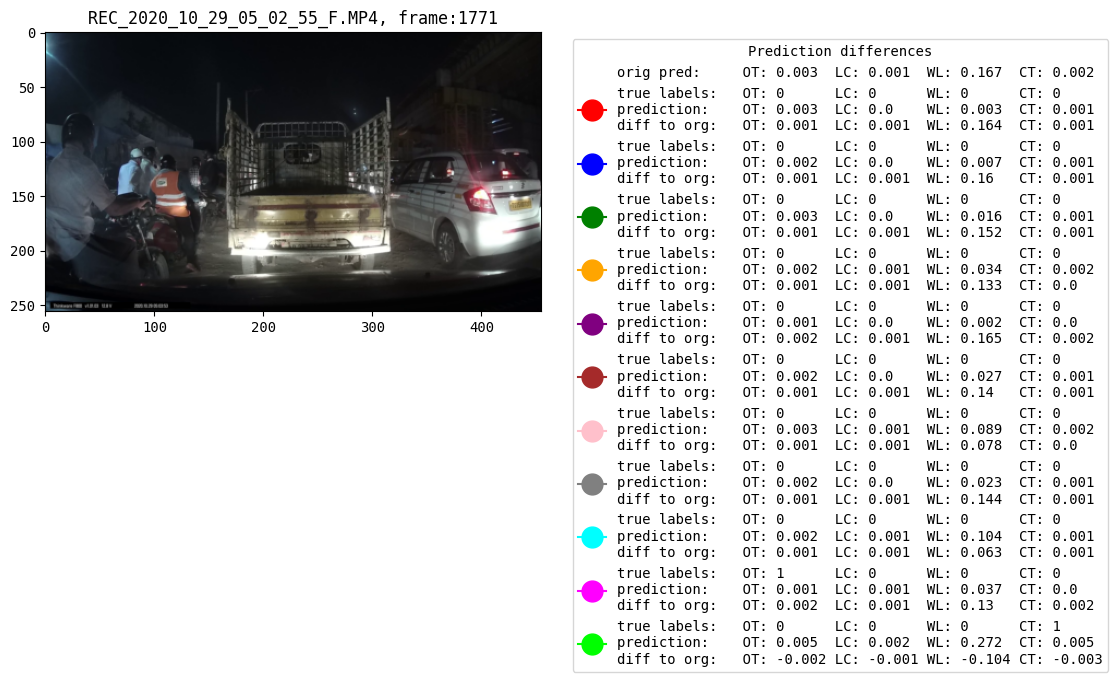 REC_2020_10_29_05_02_55_F.MP4, frame:1771
0
50
100
150
200
250
0 100 200 300 400
Prediction differences
orig pred: OT: 0.003 LC: 0.001 WL: 0.167 CT: 0.002
true labels: OT: 0 LC: 0 WL: 0 CT: 0
prediction: OT: 0.003 LC: 0.0 WL: 0.003 CT: 0.001
diff to org: OT: 0.001 LC: 0.001 WL: 0.164 CT: 0.001
true labels: OT: 0 LC: 0 WL: 0 CT: 0
prediction: OT: 0.002 LC: 0.0 WL: 0.007 CT: 0.001
diff to org: OT: 0.001 LC: 0.001 WL: 0.16 CT: 0.001
true labels: OT: 0 LC: 0 WL: 0 CT: 0
prediction: OT: 0.003 LC: 0.0 WL: 0.016 CT: 0.001
diff to org: OT: 0.001 LC: 0.001 WL: 0.152 CT: 0.001
true labels: OT: 0 LC: 0 WL: 0 CT: 0
prediction: OT: 0.002 LC: 0.001 WL: 0.034 CT: 0.002
diff to org: OT: 0.001 LC: 0.001 WL: 0.133 CT: 0.0
true labels: OT: 0 LC: 0 WL: 0 CT: 0
prediction: OT: 0.001 LC: 0.0 WL: 0.002 CT: 0.0
diff to org: OT: 0.002 LC: 0.001 WL: 0.165 CT: 0.002
true labels: OT: 0 LC: 0 WL: 0 CT: 0
prediction: OT: 0.002 LC: 0.0 WL: 0.027 CT: 0.001
diff to org: OT: 0.001 LC: 0.001 WL: 0.14 CT: 0.001
true labels: OT: 0 LC: 0 WL: 0 CT: 0
prediction: OT: 0.003 LC: 0.001 WL: 0.089 CT: 0.002
diff to org: OT: 0.001 LC: 0.001 WL: 0.078 CT: 0.0
true labels: OT: 0 LC: 0 WL: 0 CT: 0
prediction: OT: 0.002 LC: 0.0 WL: 0.023 CT: 0.001
diff to org: OT: 0.001 LC: 0.001 WL: 0.144 CT: 0.001
true labels: OT: 0 LC: 0 WL: 0 CT: 0
prediction: OT: 0.002 LC: 0.001 WL: 0.104 CT: 0.001
diff to org: OT: 0.001 LC: 0.001 WL: 0.063 CT: 0.001
true labels: OT: 1 LC: 0 WL: 0 CT: 0
prediction: OT: 0.001 LC: 0.001 WL: 0.037 CT: 0.0
diff to org: OT: 0.002 LC: 0.001 WL: 0.13 CT: 0.002
true labels: OT: 0 LC: 0 WL: 0 CT: 1
prediction: OT: 0.005 LC: 0.002 WL: 0.272 CT: 0.005
diff to org: OT: -0.002 LC: -0.001 WL: -0.104 CT: -0.003